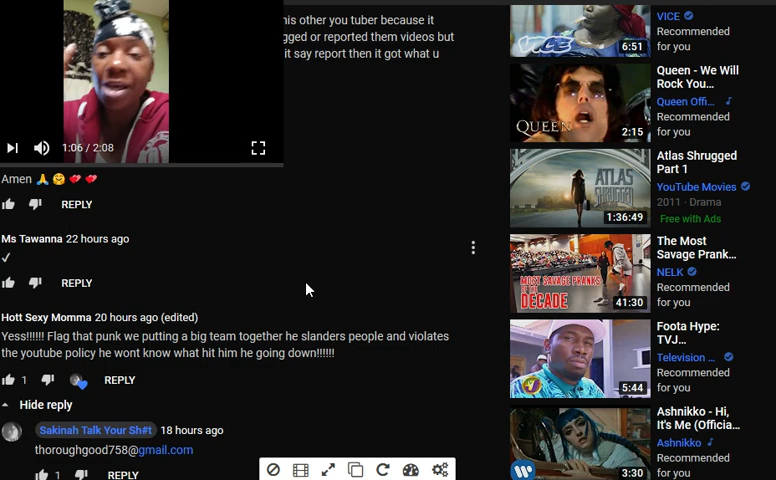 his other you tuber because it
gged or reported them videos but
it say report then it got what u
1:06 / 2:08
Amen 🙏 🤗 💞 💞
REPLY
Ms Tawanna 22 hours ago
✓
REPLY
Hott Sexy Momma 20 hours ago (edited)
Yess!!!!!! Flag that punk we putting a big team together he slanders people and violates
the youtube policy he wont know what hit him he going down!!!!!!
1
REPLY
Hide reply
Sakinah Talk Your Sh#t 18 hours ago
thoroughgood758@gmail.com
1
REPLY
VICE
6:51
VICE
Recommended
for you
QUEEN
2:15
Queen - We Will
Rock You…
Queen Offi…
Recommended
for you
ATLAS
SHRUGGED
1:36:49
Atlas Shrugged
Part 1
YouTube Movies
2011 · Drama
Free with Ads
MOST SAVAGE PRANKS
OF THE
DECADE
41:30
The Most
Savage Prank…
NELK
Recommended
for you
5:44
Foota Hype:
TVJ…
Television …
Recommended
for you
3:30
Ashnikko - Hi,
It's Me (Officia…
Ashnikko
Recommended
for you